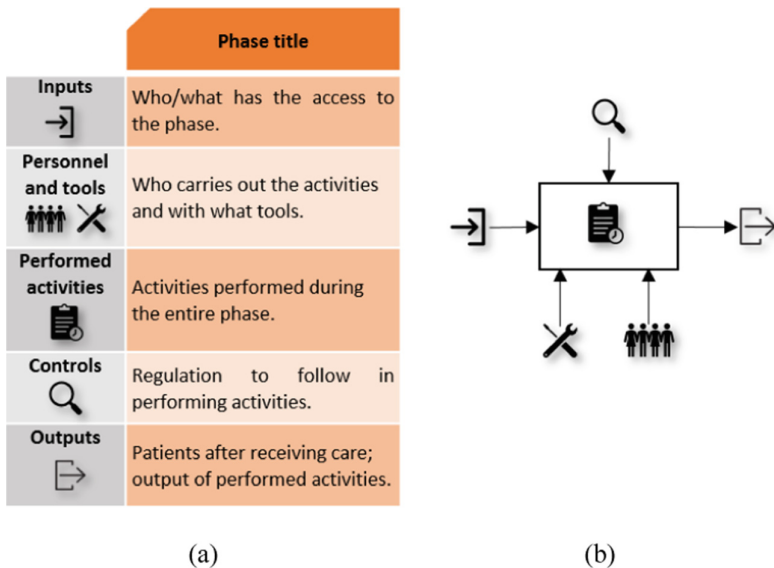 Phase title
Inputs
Who/what has the access to
the phase.
Personnel
and tools
Who carries out the activities
and with what tools.
Performed
activities
Activities performed during
the entire phase.
Controls
Regulation to follow in
performing activities.
Outputs
Patients after receiving care;
output of performed activities.
(a)
(b)